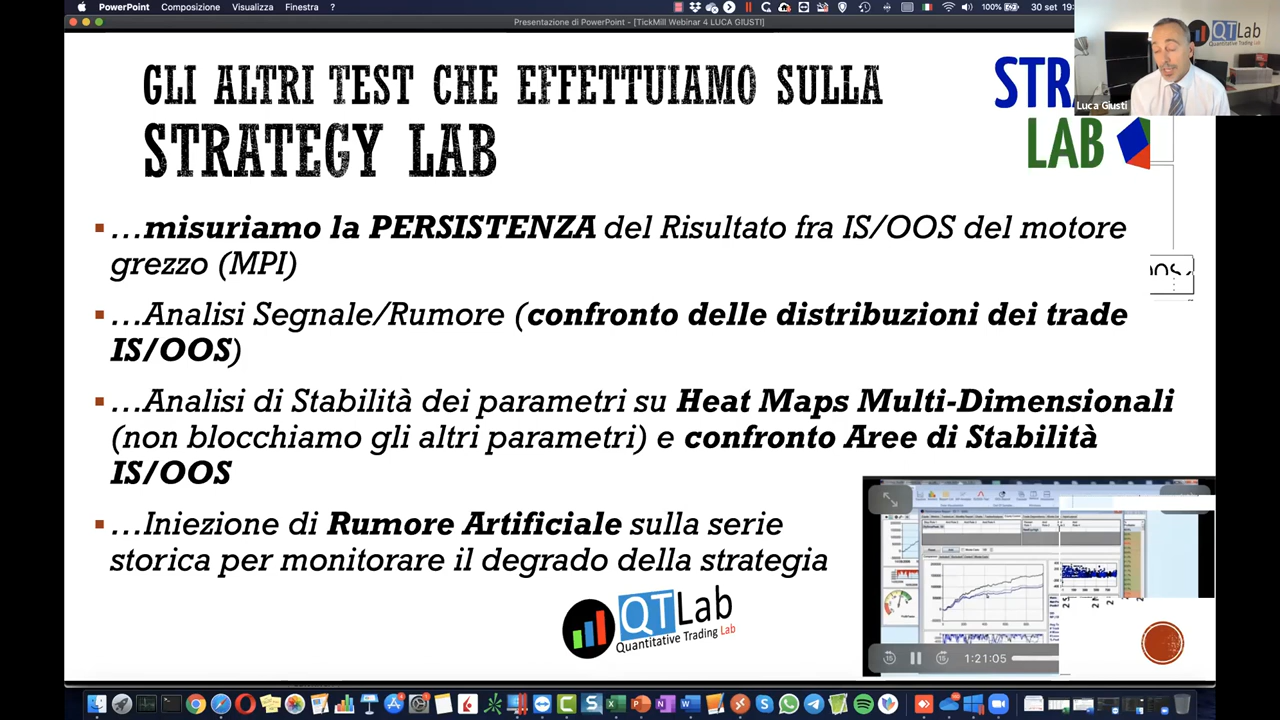 PowerPoint Composizione Visualizza Finestra ? 100% 30 set
Presentazione di PowerPoint - [TickMill Webinar 4 LUCA GIUSTI]
QTLab
Quantitative Trading Lab
Luca Giusti
GLI ALTRI TEST CHE EFFETTUIAMO SULLA
STRATEGY LAB
STR
LAB
...misuriamo la PERSISTENZA del Risultato fra IS/OOS del motore
grezzo (MPI)
...Analisi Segnale/Rumore (confronto delle distribuzioni dei trade
IS/OOS)
...Analisi di Stabilità dei parametri su Heat Maps Multi-Dimensionali
(non blocchiamo gli altri parametri) e confronto Aree di Stabilità
IS/OOS
...Iniezione di Rumore Artificiale sulla serie
storica per monitorare il degrado della strategia
QTLab
Quantitative Trading Lab
15 15 1:21:05